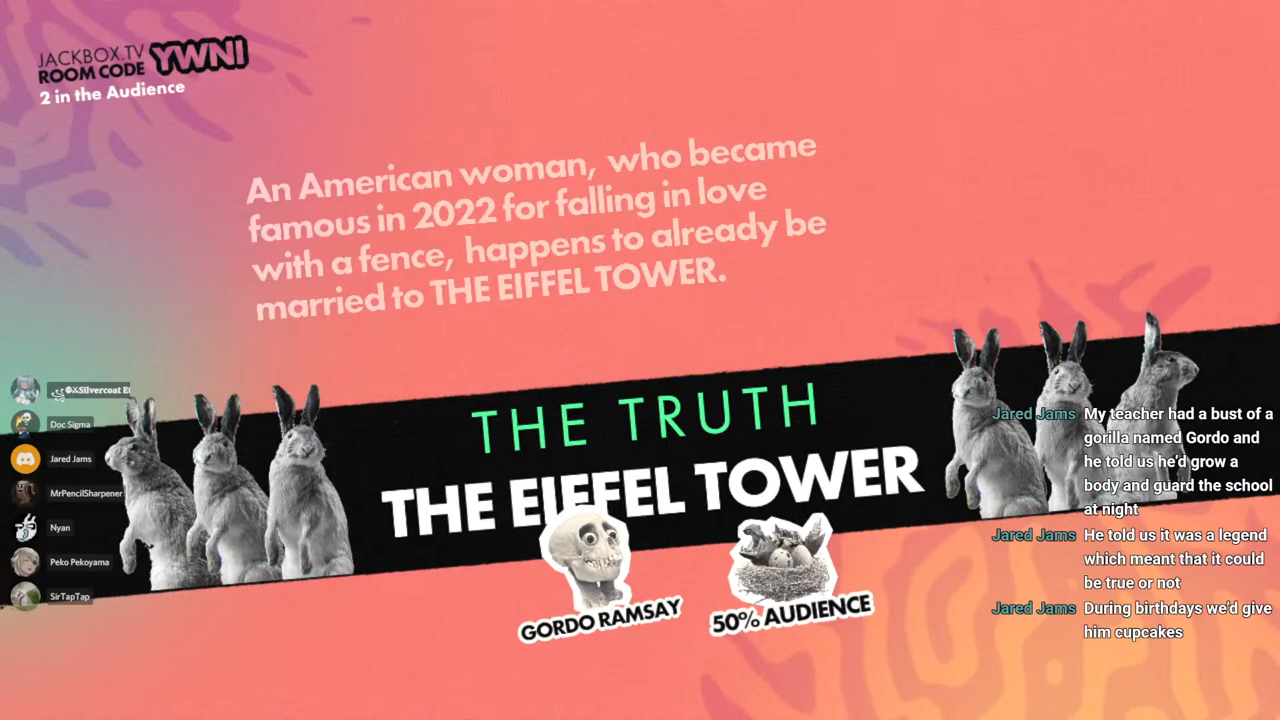 JACKBOX.TV
ROOM CODE YWNI
2 in the Audience
An American woman, who became
famous in 2022 for falling in love
with a fence, happens to already be
married to THE EIFFEL TOWER.
THE TRUTH
THE EIFFEL TOWER
GORDO RAMSAY
50% AUDIENCE
Doc Sigma
Jared Jams
MrPencilSharpener
Nyan
Peko Pekoyama
SirTapTap
Jared Jams My teacher had a bust of a
gorilla named Gordo and
he told us he'd grow a
body and guard the school
at night
Jared Jams He told us it was a legend
which meant that it could
be true or not
Jared Jams During birthdays we'd give
him cupcakes